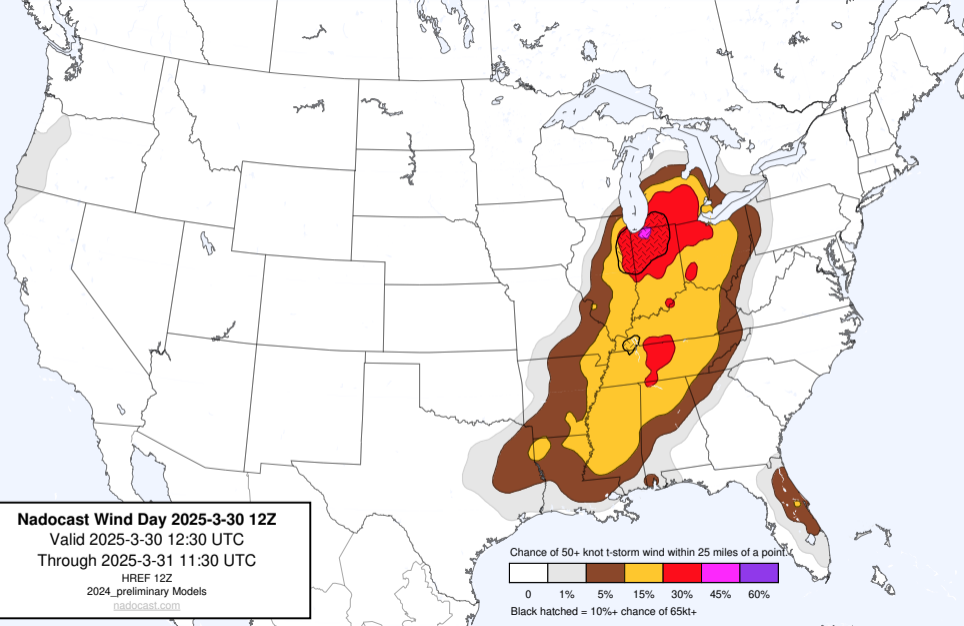 Nadocast Wind Day 2025-3-30 12Z
Valid 2025-3-30 12:30 UTC
Through 2025-3-31 11:30 UTC
HREF 12Z
2024_preliminary Models
nadocast.com
Chance of 50+ knot t-storm wind within 25 miles of a point.
0 1% 5% 15% 30% 45% 60%
Black hatched = 10%+ chance of 65kt+